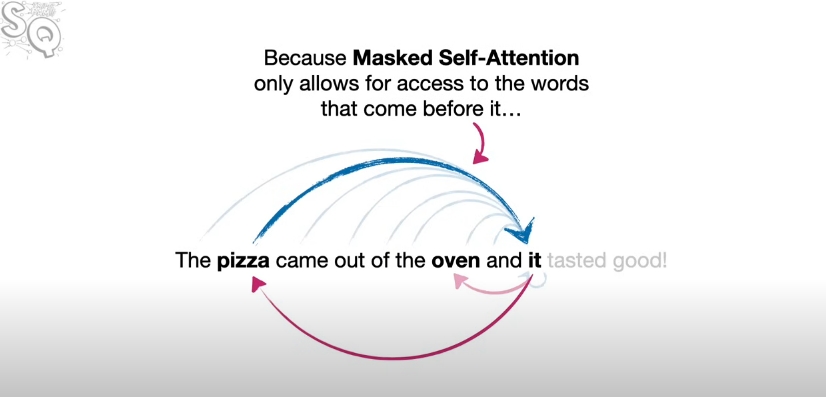 SQ
Because Masked Self-Attention
only allows for access to the words
that come before it…
The pizza came out of the oven and it tasted good!